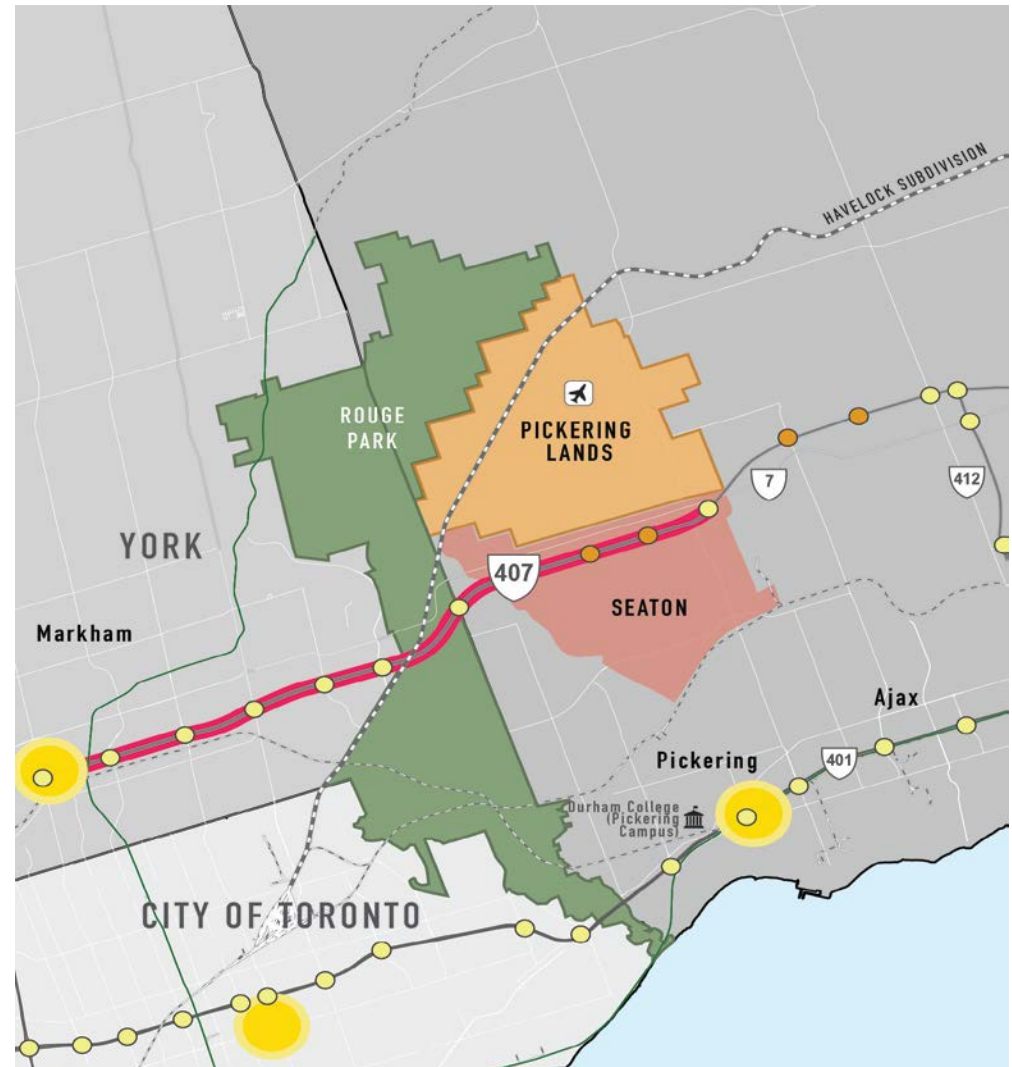 HAVELOCK SUBDIVISION
ROUGE
PARK
PICKERING
LANDS
7
412
YORK
407
SEATON
Markham
Ajax
Pickering
401
Durham College
(Pickering
Campus)
CITY OF TORONTO